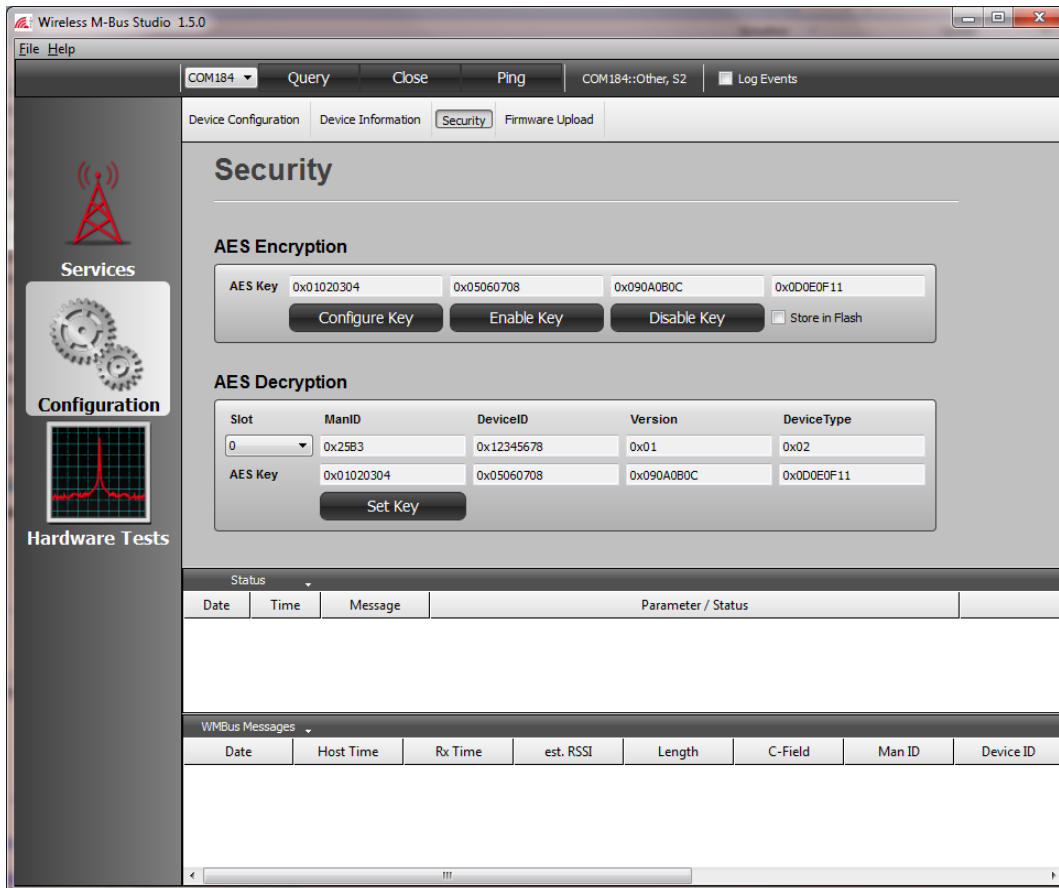 Wireless M-Bus Studio 1.5.0
File Help
COM184 Query Close Ping COM184::Other, S2 Log Events
Device Configuration Device Information Security Firmware Upload
Services
Configuration
Hardware Tests
Security
AES Encryption
AES Key 0x01020304 0x05060708 0x090A0B0C 0x0D0E0F11
Configure Key Enable Key Disable Key Store in Flash
AES Decryption
Slot ManID DeviceID Version DeviceType
0 0x25B3 0x12345678 0x01 0x02
AES Key 0x01020304 0x05060708 0x090A0B0C 0x0D0E0F11
Set Key
Status
Date Time Message Parameter / Status
WMBus Messages
Date Host Time Rx Time est. RSSI Length C-Field Man ID Device ID